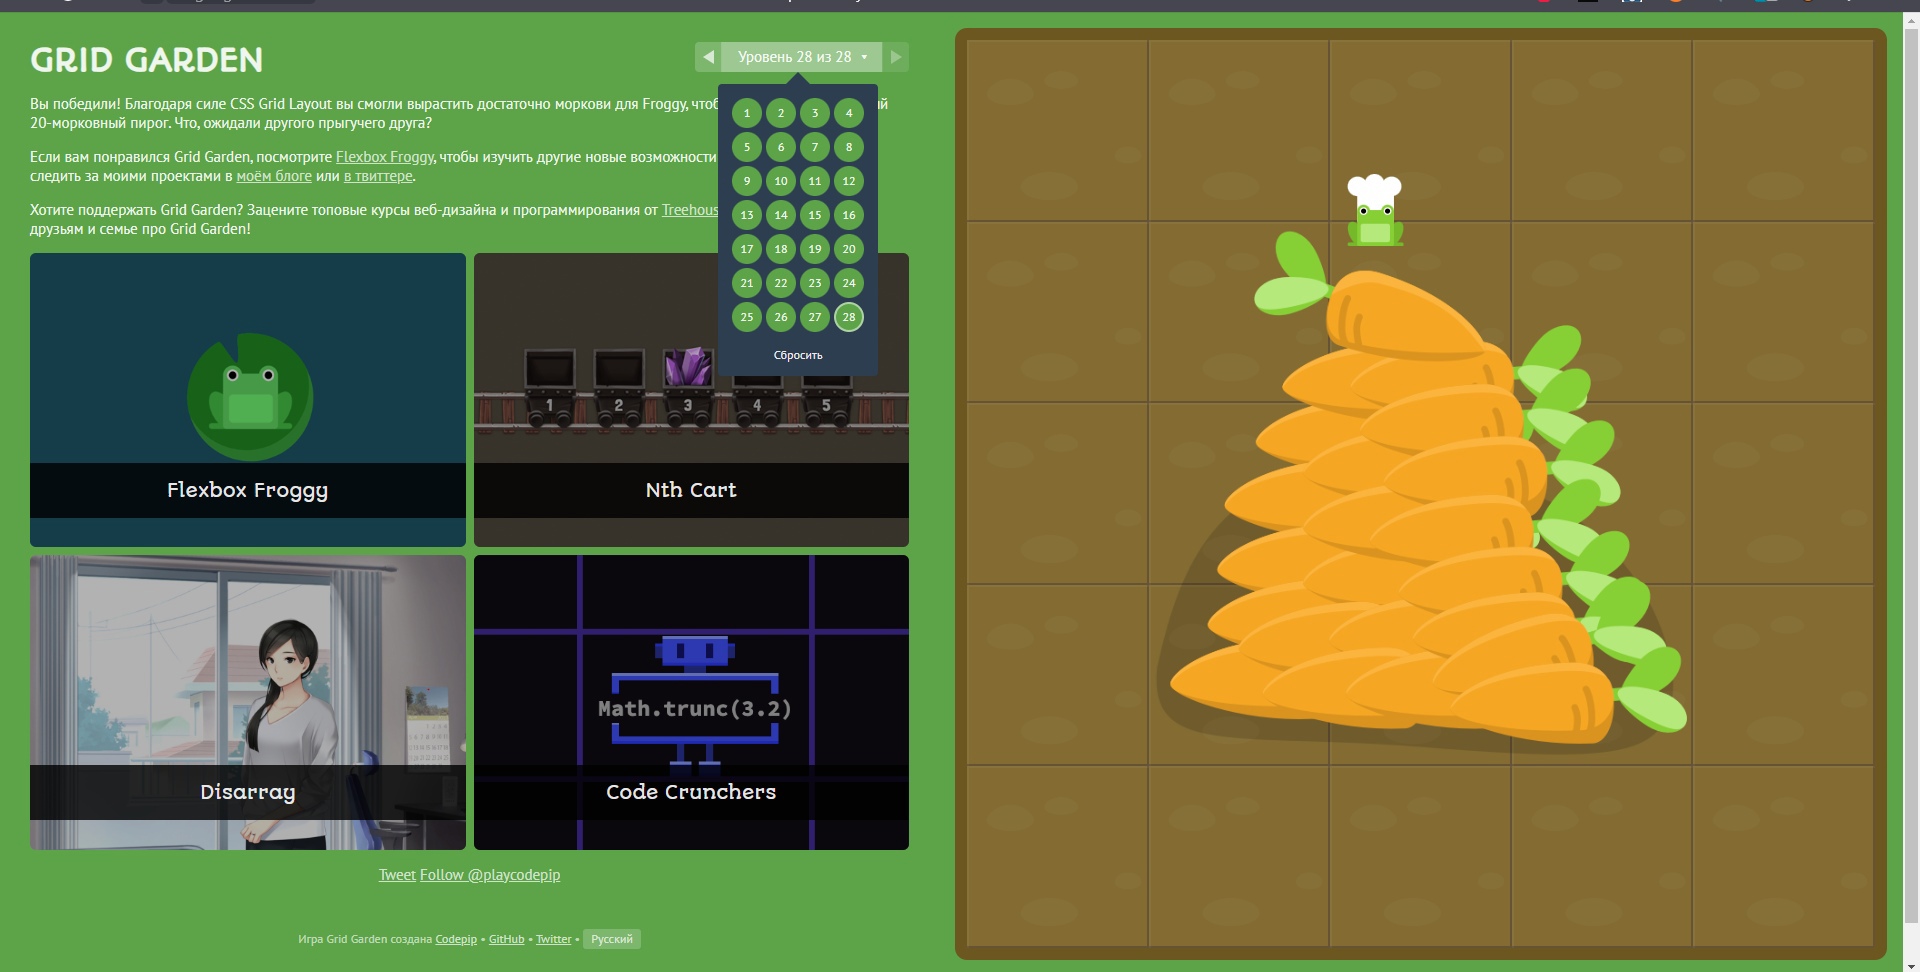 GRID GARDEN
Уровень 28 из 28
Вы победили! Благодаря силе CSS Grid Layout вы смогли вырастить достаточно моркови для Froggy, чтоб й
20-морковный пирог. Что, ожидали другого прыгучего друга?
Если вам понравился Grid Garden, посмотрите Flexbox Froggy, чтобы изучить другие новые возможности
следить за моими проектами в моём блоге или в твиттере.
Хотите поддержать Grid Garden? Зацените топовые курсы веб-дизайна и программирования от Treehous
друзьям и семье про Grid Garden!
1 2 3 4
5 6 7 8
9 10 11 12
13 14 15 16
17 18 19 20
21 22 23 24
25 26 27 28
Сбросить
Flexbox Froggy
1 2 3 4 5
Nth Cart
Disarray
Math.trunc(3.2)
Code Crunchers
Tweet Follow @playcodepip
Игра Grid Garden создана Codepip • GitHub • Twitter • Русский